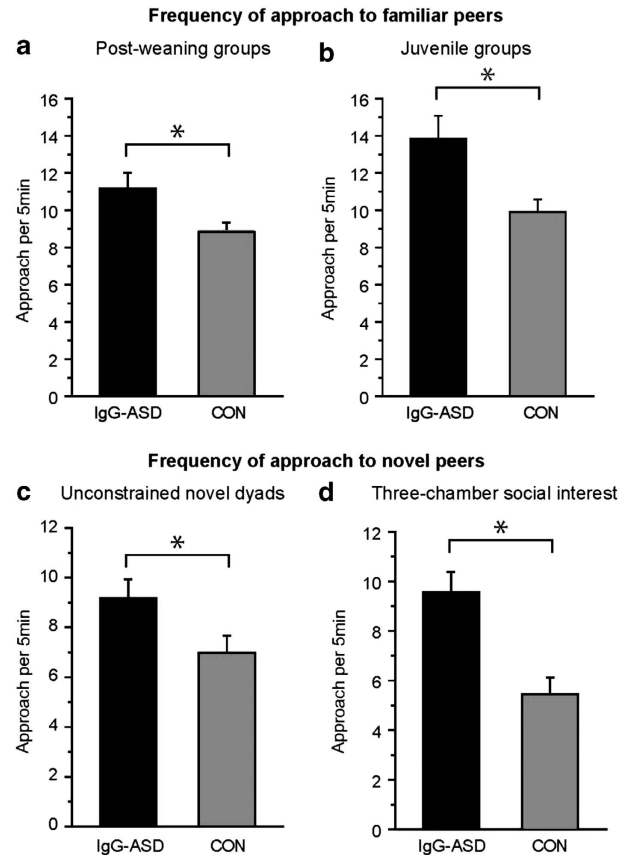 Frequency of approach to familiar peers
a Post-weaning groups
16
14
12
10
8
6
4
2
0
Approach per 5min
*
IgG-ASD CON
b Juvenile groups
16
14
12
10
8
6
4
2
0
Approach per 5min
*
IgG-ASD CON
Frequency of approach to novel peers
c Unconstrained novel dyads
12
10
8
6
4
2
0
Approach per 5min
*
IgG-ASD CON
d Three-chamber social interest
12
10
8
6
4
2
0
Approach per 5min
*
IgG-ASD CON